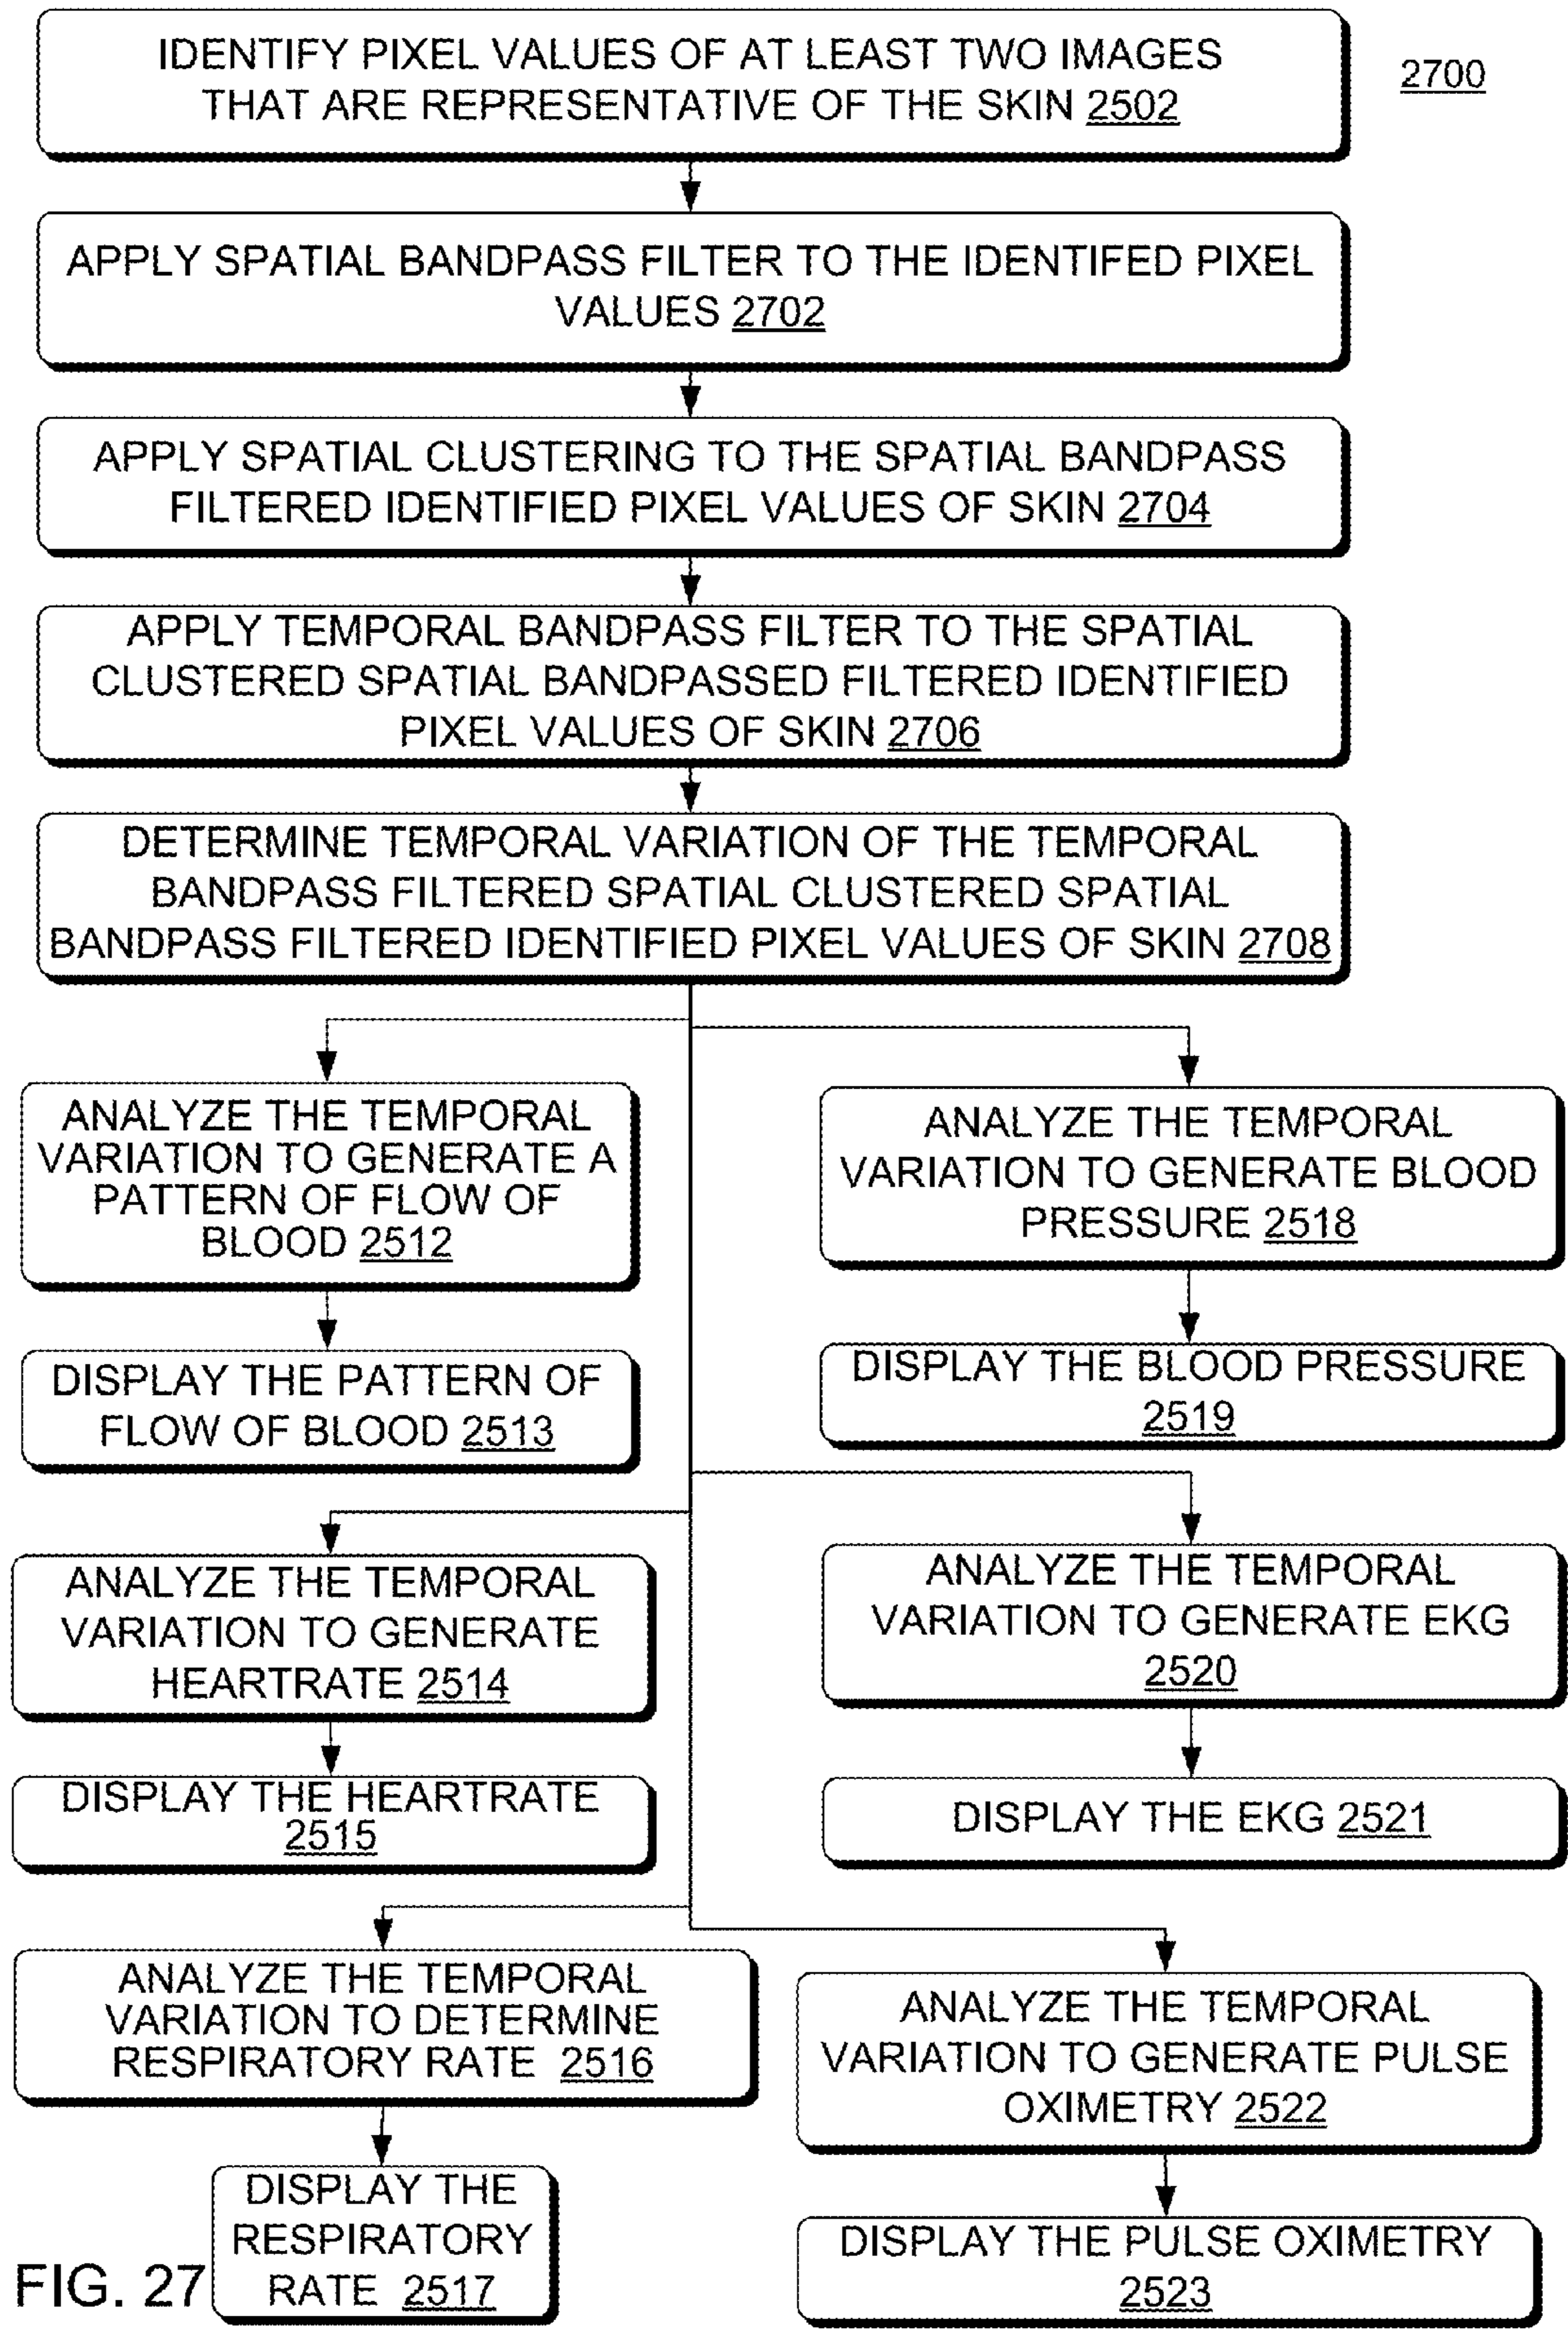 IDENTIFY PIXEL VALUES OF AT LEAST TWO IMAGES
THAT ARE REPRESENTATIVE OF THE SKIN 2502
2700
APPLY SPATIAL BANDPASS FILTER TO THE IDENTIFED PIXEL
VALUES 2702
APPLY SPATIAL CLUSTERING TO THE SPATIAL BANDPASS
FILTERED IDENTIFIED PIXEL VALUES OF SKIN 2704
APPLY TEMPORAL BANDPASS FILTER TO THE SPATIAL
CLUSTERED SPATIAL BANDPASSED FILTERED IDENTIFIED
PIXEL VALUES OF SKIN 2706
DETERMINE TEMPORAL VARIATION OF THE TEMPORAL
BANDPASS FILTERED SPATIAL CLUSTERED SPATIAL
BANDPASS FILTERED IDENTIFIED PIXEL VALUES OF SKIN 2708
ANALYZE THE TEMPORAL
VARIATION TO GENERATE A
PATTERN OF FLOW OF
BLOOD 2512
ANALYZE THE TEMPORAL
VARIATION TO GENERATE BLOOD
PRESSURE 2518
DISPLAY THE PATTERN OF
FLOW OF BLOOD 2513
DISPLAY THE BLOOD PRESSURE
2519
ANALYZE THE TEMPORAL
VARIATION TO GENERATE
HEARTRATE 2514
ANALYZE THE TEMPORAL
VARIATION TO GENERATE EKG
2520
DISPLAY THE HEARTRATE
2515
DISPLAY THE EKG 2521
ANALYZE THE TEMPORAL
VARIATION TO DETERMINE
RESPIRATORY RATE 2516
ANALYZE THE TEMPORAL
VARIATION TO GENERATE PULSE
OXIMETRY 2522
DISPLAY THE
RESPIRATORY
RATE 2517
DISPLAY THE PULSE OXIMETRY
2523
FIG. 27